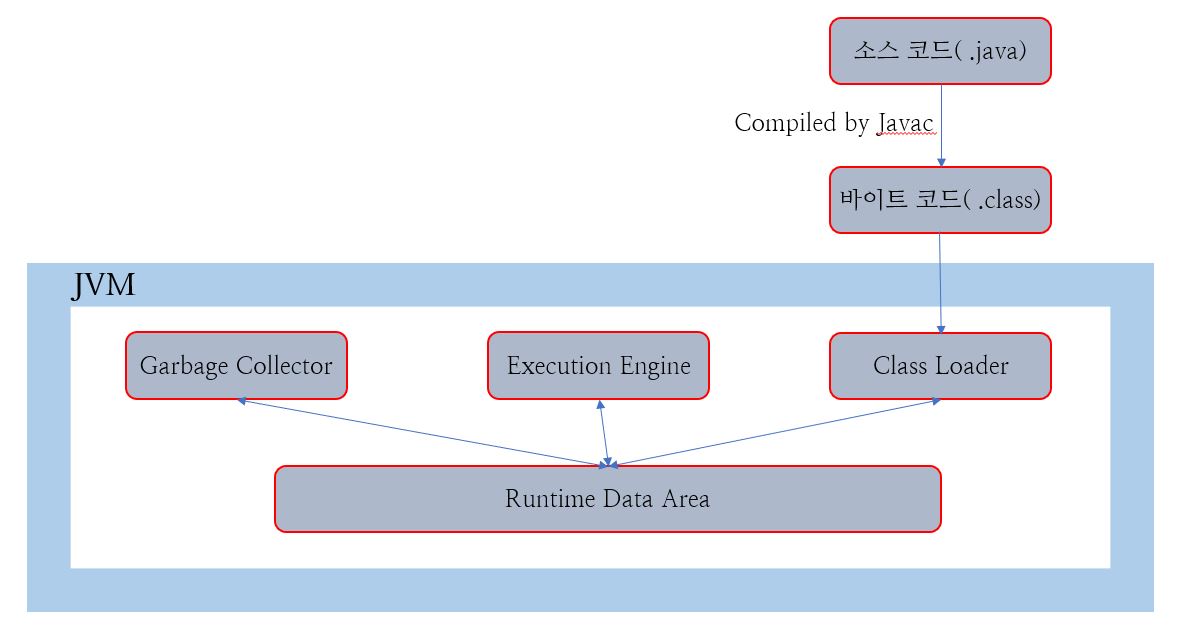 소스 코드( .java)
Compiled by Javac
바이트 코드( .class)
JVM
Garbage Collector
Execution Engine
Class Loader
Runtime Data Area